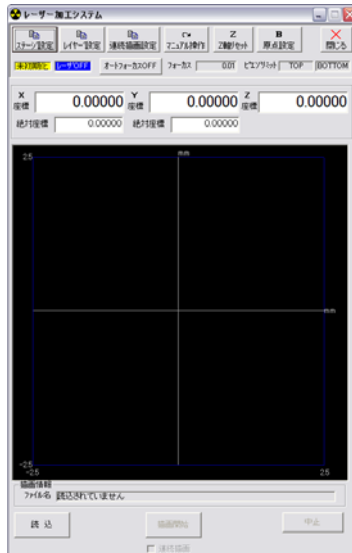 レーザー加工システム
ステージ設定 レイヤー設定 連続描画設定 マニュアル操作 Z Z軸リセット B 原点設定 閉じる
未初期化 レーザOFF オートフォーカスOFF フォーカス 0.01 ピエゾリミット TOP BOTTOM
X座標 0.00000 Y座標 0.00000 Z座標 0.00000
絶対座標 0.00000 絶対座標 0.00000
2.5 mm
mm
-2.5
-2.5 2.5
描画情報
ファイル名 読込されていません
読込 描画開始 中止
連続描画